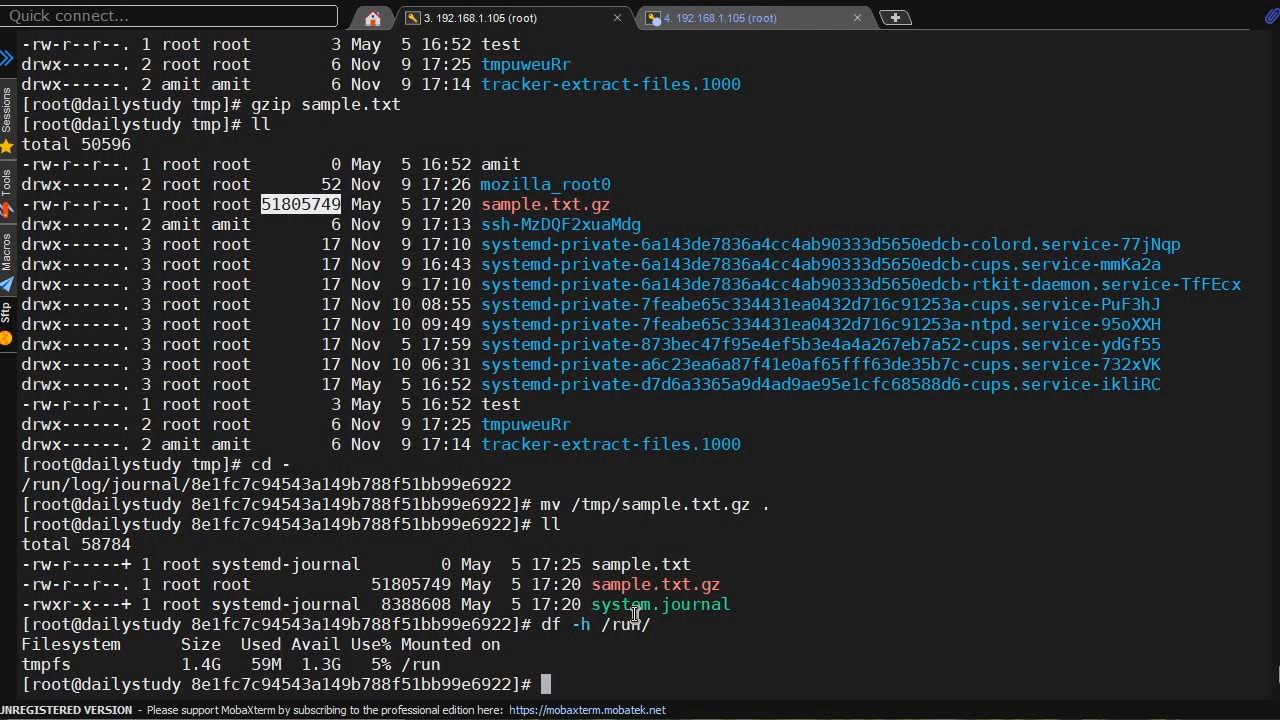 Quick connect...
3. 192.168.1.105 (root)
4. 192.168.1.105 (root)
Sessions
Tools
Macros
Sftp
-rw-r--r--. 1 root root        3 May  5 16:52 test
drwx------. 2 root root        6 Nov  9 17:25 tmpuweuRr
drwx------. 2 amit amit        6 Nov  9 17:14 tracker-extract-files.1000
[root@dailystudy tmp]# gzip sample.txt
[root@dailystudy tmp]# ll
total 50596
-rw-r--r--. 1 root root        0 May  5 16:52 amit
drwx------. 2 root root       52 Nov  9 17:26 mozilla_root0
-rw-r--r--. 1 root root 51805749 May  5 17:20 sample.txt.gz
drwx------. 2 amit amit        6 Nov  9 17:13 ssh-MzDQF2xuaMdg
drwx------. 3 root root       17 Nov  9 17:10 systemd-private-6a143de7836a4cc4ab90333d5650edcb-colord.service-77jNqp
drwx------. 3 root root       17 Nov  9 16:43 systemd-private-6a143de7836a4cc4ab90333d5650edcb-cups.service-mmKa2a
drwx------. 3 root root       17 Nov  9 17:10 systemd-private-6a143de7836a4cc4ab90333d5650edcb-rtkit-daemon.service-TfFEcx
drwx------. 3 root root       17 Nov 10 08:55 systemd-private-7feabe65c334431ea0432d716c91253a-cups.service-PuF3hJ
drwx------. 3 root root       17 Nov 10 09:49 systemd-private-7feabe65c334431ea0432d716c91253a-ntpd.service-95oXXH
drwx------. 3 root root       17 Nov  5 17:59 systemd-private-873bec47f95e4ef5b3e4a4a267eb7a52-cups.service-ydGf55
drwx------. 3 root root       17 Nov 10 06:31 systemd-private-a6c23ea6a87f41e0af65fff63de35b7c-cups.service-732xVK
drwx------. 3 root root       17 May  5 16:52 systemd-private-d7d6a3365a9d4ad9ae95e1cfc68588d6-cups.service-ikliRC
-rw-r--r--. 1 root root        3 May  5 16:52 test
drwx------. 2 root root        6 Nov  9 17:25 tmpuweuRr
drwx------. 2 amit amit        6 Nov  9 17:14 tracker-extract-files.1000
[root@dailystudy tmp]# cd -
/run/log/journal/8e1fc7c94543a149b788f51bb99e6922
[root@dailystudy 8e1fc7c94543a149b788f51bb99e6922]# mv /tmp/sample.txt.gz .
[root@dailystudy 8e1fc7c94543a149b788f51bb99e6922]# ll
total 58784
-rw-r-----+ 1 root systemd-journal        0 May  5 17:25 sample.txt
-rw-r--r--. 1 root root            51805749 May  5 17:20 sample.txt.gz
-rwxr-x---+ 1 root systemd-journal  8388608 May  5 17:20 system.journal
[root@dailystudy 8e1fc7c94543a149b788f51bb99e6922]# df -h /run/
Filesystem      Size  Used Avail Use% Mounted on
tmpfs           1.4G   59M  1.3G   5% /run
[root@dailystudy 8e1fc7c94543a149b788f51bb99e6922]#
UNREGISTERED VERSION - Please support MobaXterm by subscribing to the professional edition here: https://mobaxterm.mobatek.net